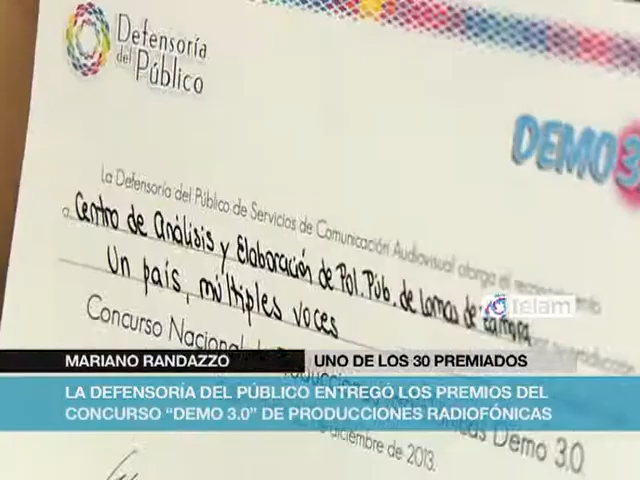 Defensoría
del Público
DEMO 3.
La Defensoría del Público de Servicios de Comunicación Audiovisual otorga el
a Centro de Análisis y Elaboración de Pol. Púb. de Lomas de Zamora
Un país, múltiples voces
télam
Concurso Nacional
MARIANO RANDAZZO
UNO DE LOS 30 PREMIADOS
LA DEFENSORÍA DEL PÚBLICO ENTREGÓ LOS PREMIOS DEL
CONCURSO “DEMO 3.0” DE PRODUCCIONES RADIOFÓNICAS
Demo 3.0
diciembre de 2013.